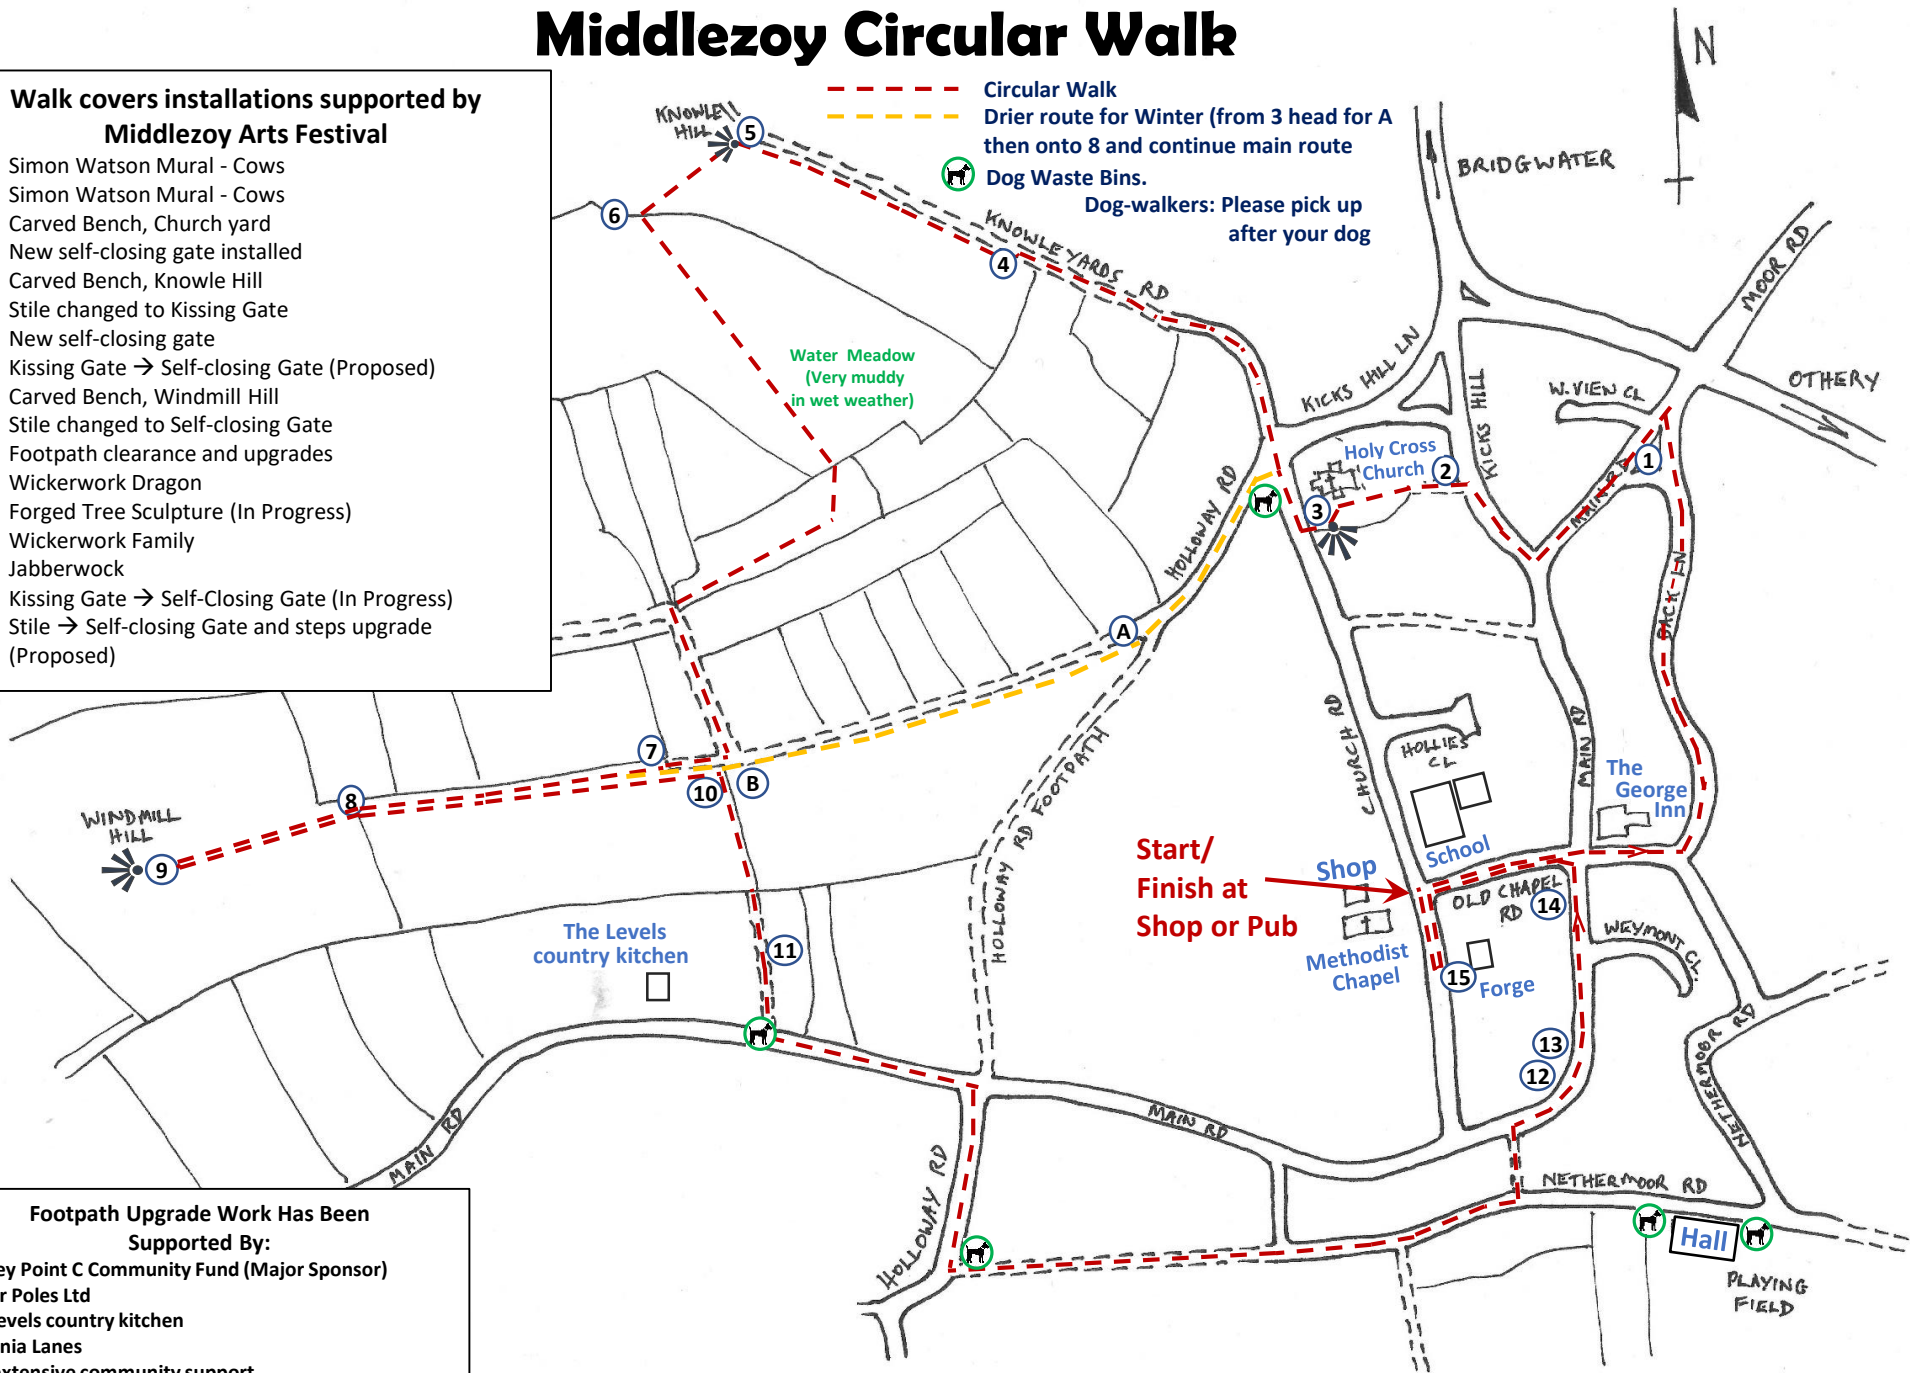 Middlezoy Circular Walk
N
Walk covers installations supported by
Middlezoy Arts Festival
Simon Watson Mural - Cows
Simon Watson Mural - Cows
Carved Bench, Church yard
New self-closing gate installed
Carved Bench, Knowle Hill
Stile changed to Kissing Gate
New self-closing gate
Kissing Gate → Self-closing Gate (Proposed)
Carved Bench, Windmill Hill
Stile changed to Self-closing Gate
Footpath clearance and upgrades
Wickerwork Dragon
Forged Tree Sculpture (In Progress)
Wickerwork Family
Jabberwock
Kissing Gate → Self-Closing Gate (In Progress)
Stile → Self-closing Gate and steps upgrade
(Proposed)
Circular Walk
Drier route for Winter (from 3 head for A
then onto 8 and continue main route
Dog Waste Bins.
Dog-walkers: Please pick up
after your dog
KNOWLE
HILL
5
6
4
KNOWLEYARDS RD
BRIDGWATER
MOOR RD
OTHERY
Water Meadow
(Very muddy
in wet weather)
KICKS HILL LN
KICKS HILL
W. VIEW CL
1
MAIN RD
Holy Cross
Church
2
3
HOLLOWAY RD
BACK LN
A
CHURCH RD
HOLLIES
CL
MAIN RD
The
George
Inn
7
10
B
8
WINDMILL
HILL
9
HOLLOWAY RD FOOTPATH
Start/
Finish at
Shop or Pub
Shop
School
OLD CHAPEL
RD
14
WEYMONT CL.
Methodist
Chapel
15
Forge
The Levels
country kitchen
11
13
12
NETHERMOOR RD
MAIN RD
MAIN RD
HOLLOWAY RD
NETHERMOOR RD
Hall
PLAYING
FIELD
Footpath Upgrade Work Has Been
Supported By:
ey Point C Community Fund (Major Sponsor)
r Poles Ltd
evels country kitchen
nia Lanes
extensive community support